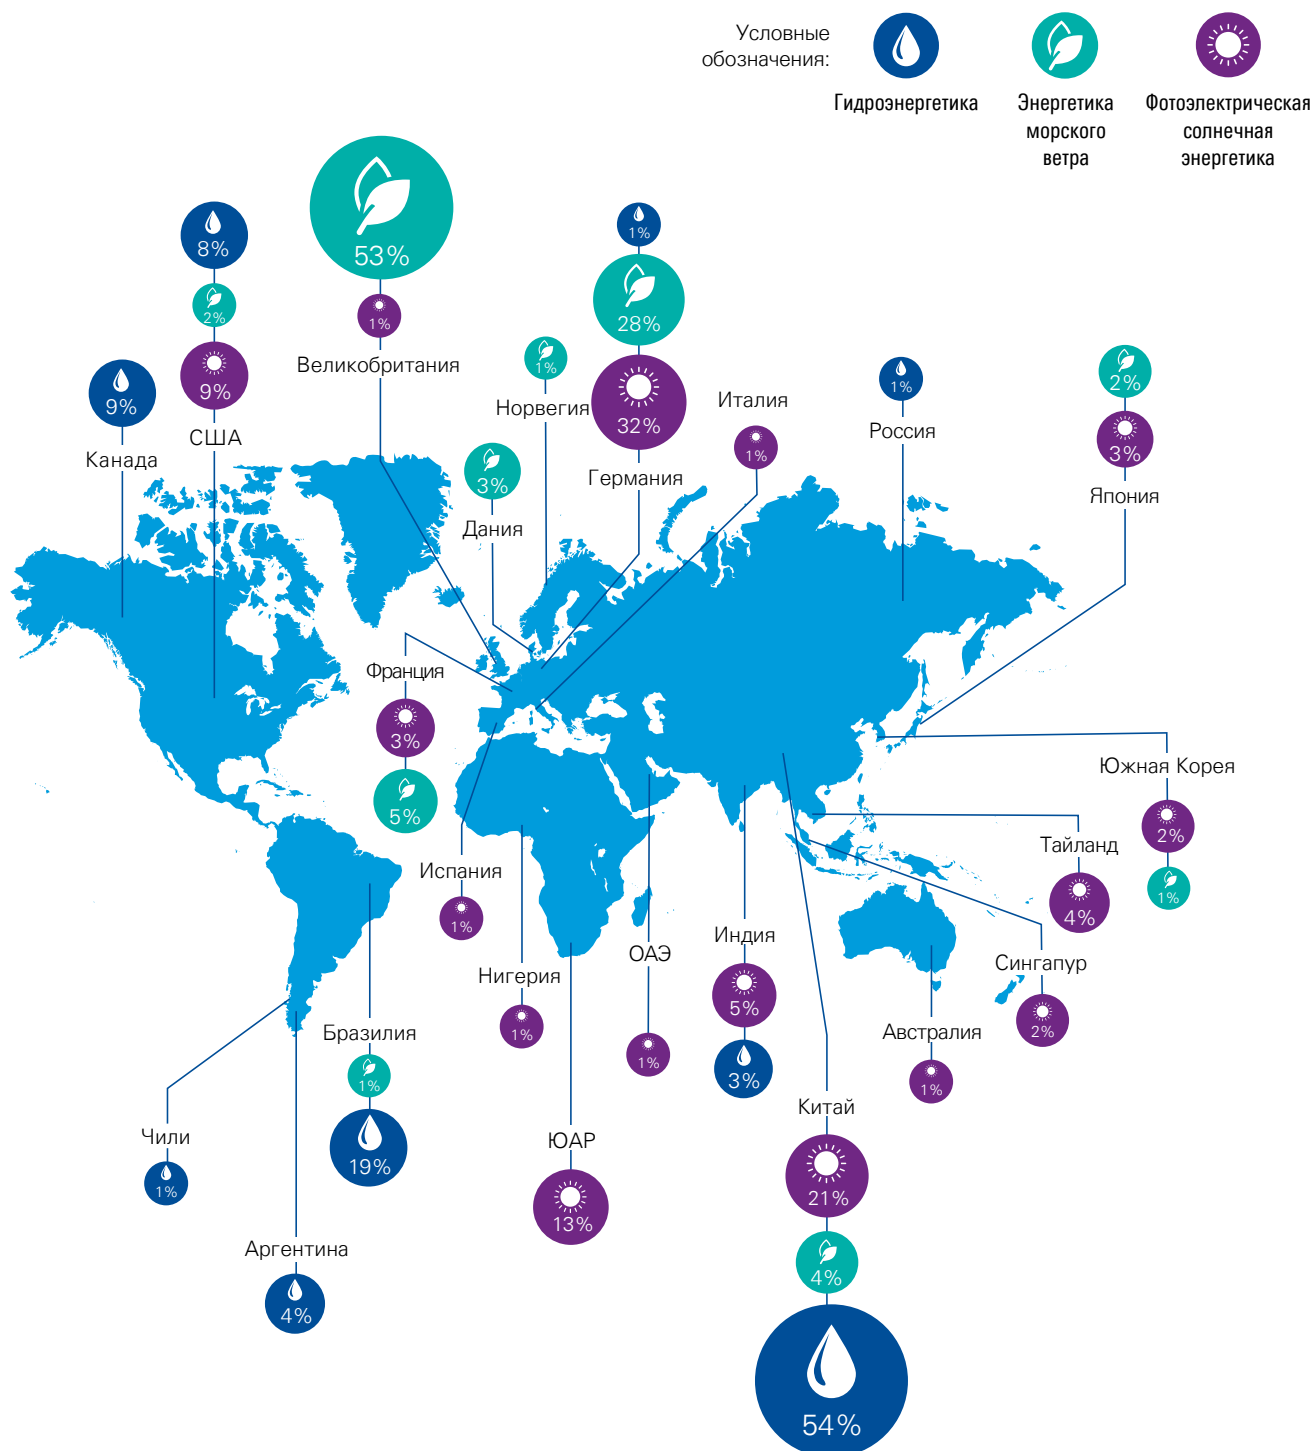 Условные
обозначения:
Гидроэнергетика
Энергетика
морского
ветра
Фотоэлектрическая
солнечная
энергетика
53%
1%
Великобритания
8%
2%
9%
США
9%
Канада
1%
28%
32%
Германия
1%
Норвегия
3%
Дания
Италия
1%
1%
Россия
2%
3%
Япония
Франция
3%
5%
Испания
1%
Нигерия
1%
ОАЭ
1%
Индия
5%
3%
Южная Корея
2%
1%
Тайланд
4%
Сингапур
2%
Австралия
1%
Бразилия
1%
19%
Чили
1%
Аргентина
4%
ЮАР
13%
Китай
21%
4%
54%